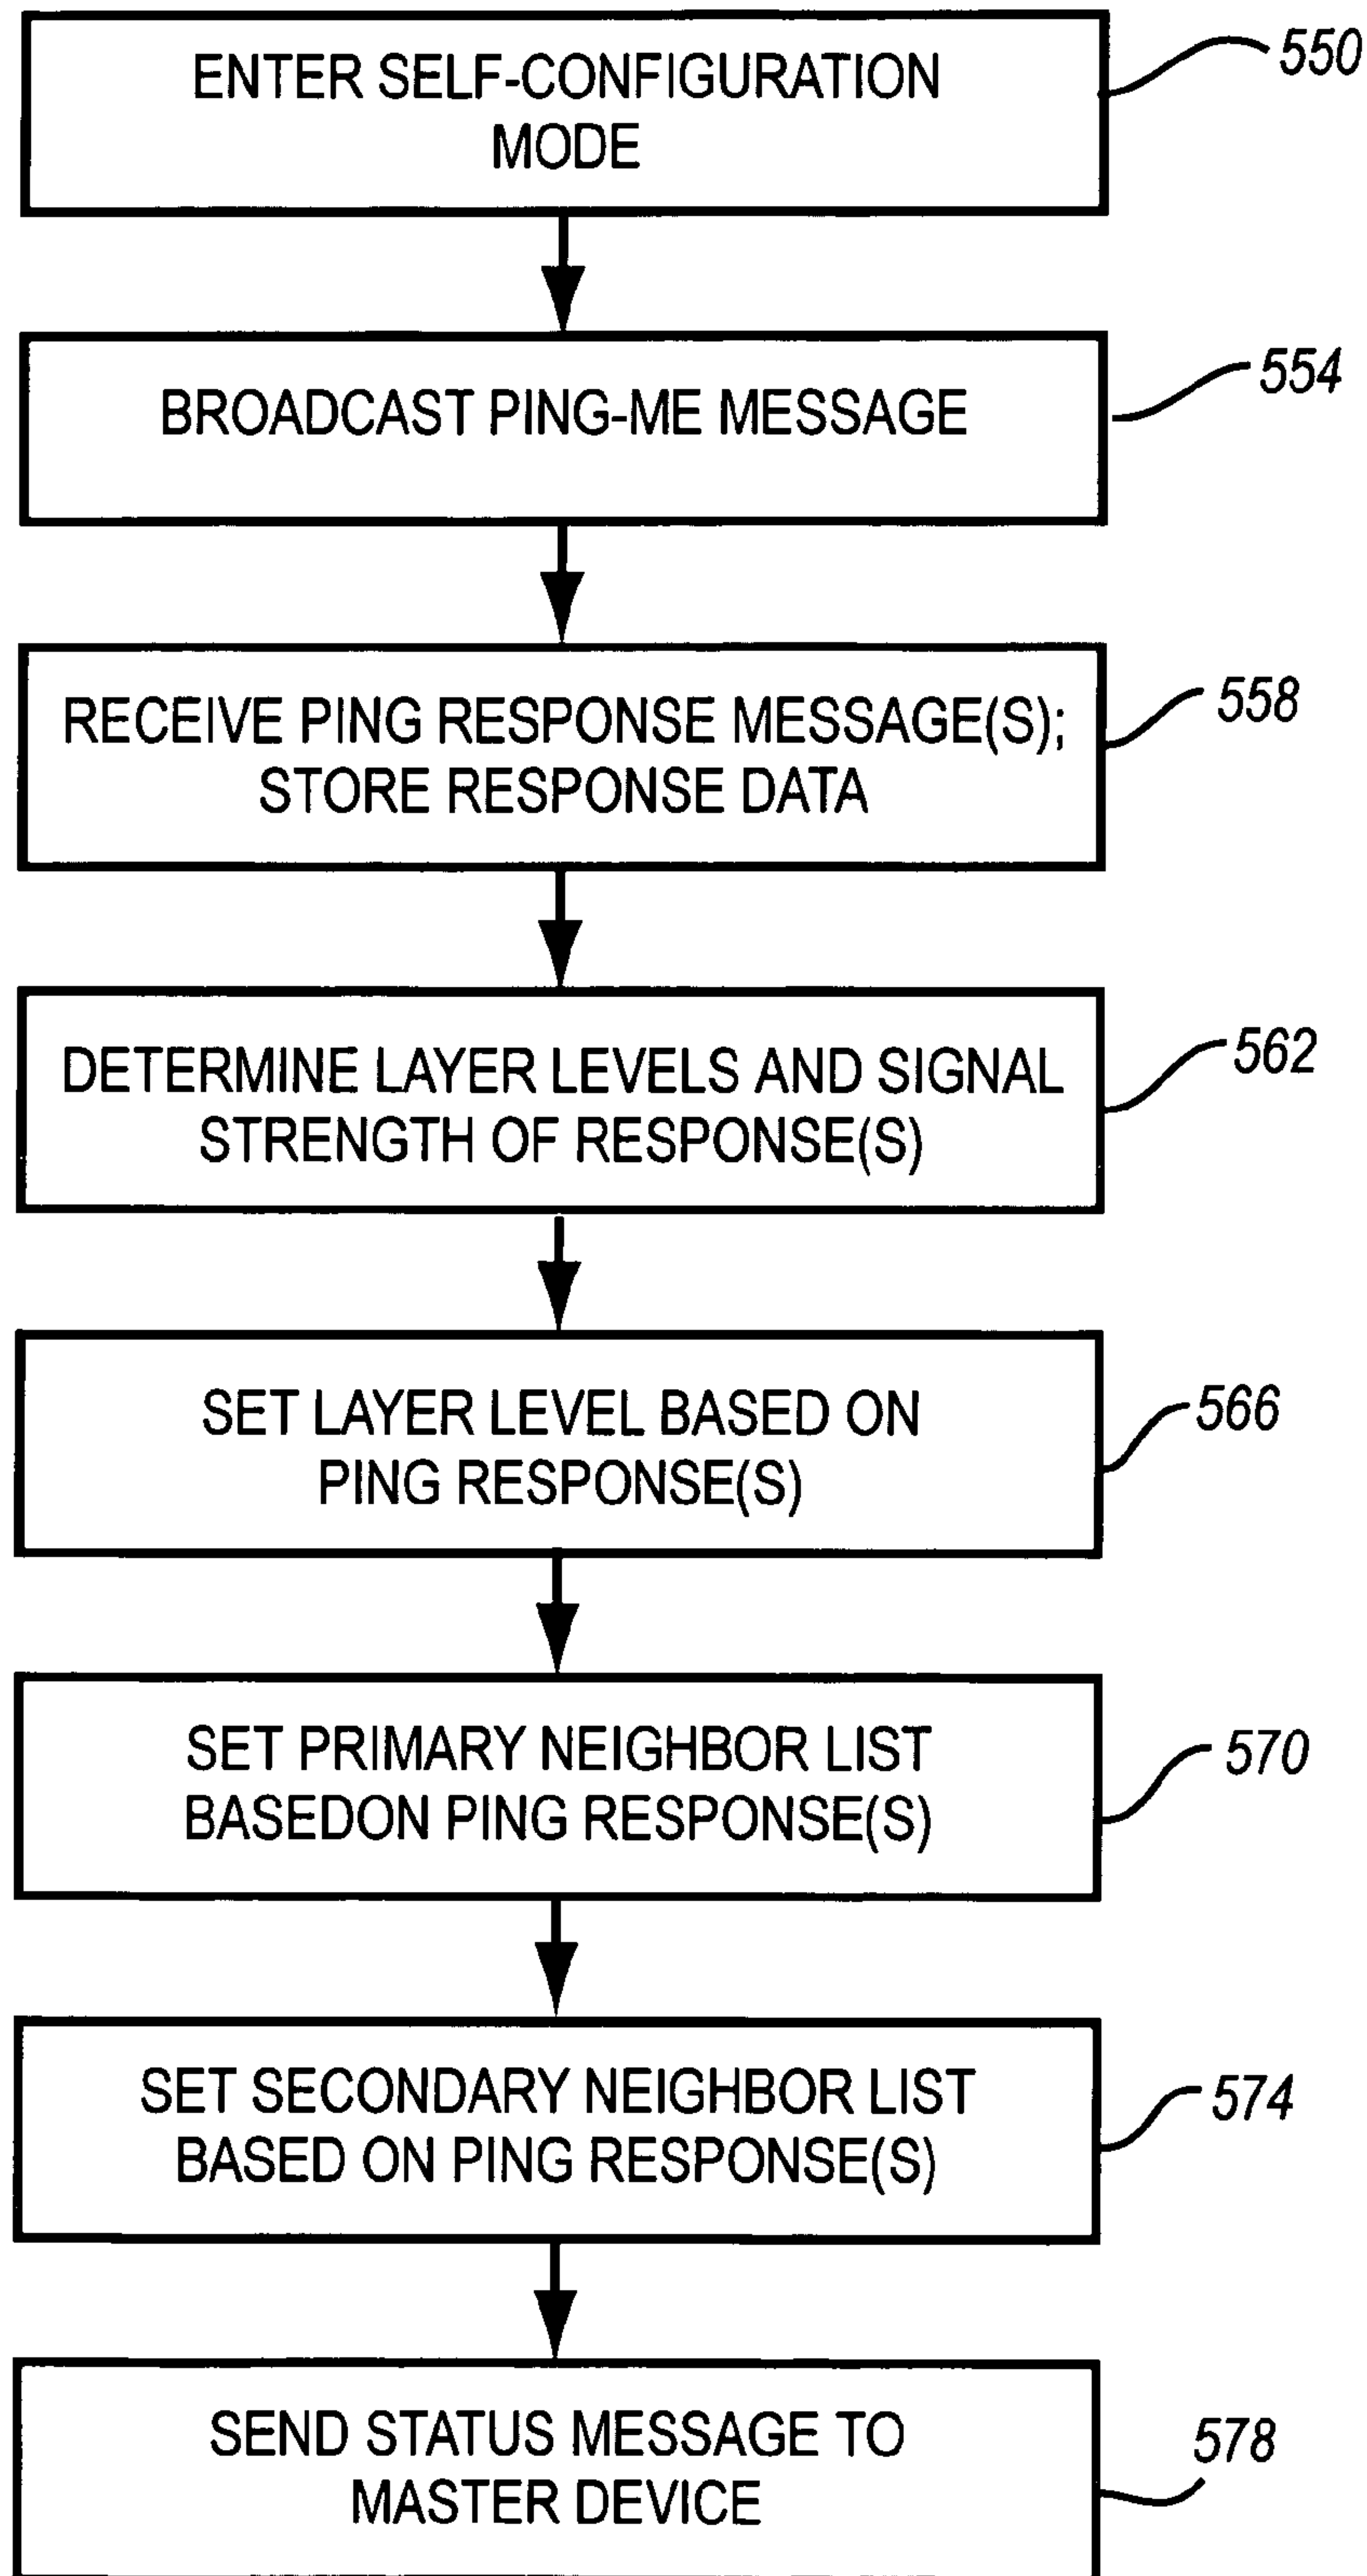 ENTER SELF-CONFIGURATION
MODE
550
BROADCAST PING-ME MESSAGE
554
RECEIVE PING RESPONSE MESSAGE(S);
STORE RESPONSE DATA
558
DETERMINE LAYER LEVELS AND SIGNAL
STRENGTH OF RESPONSE(S)
562
SET LAYER LEVEL BASED ON
PING RESPONSE(S)
566
SET PRIMARY NEIGHBOR LIST
BASEDON PING RESPONSE(S)
570
SET SECONDARY NEIGHBOR LIST
BASED ON PING RESPONSE(S)
574
SEND STATUS MESSAGE TO
MASTER DEVICE
578